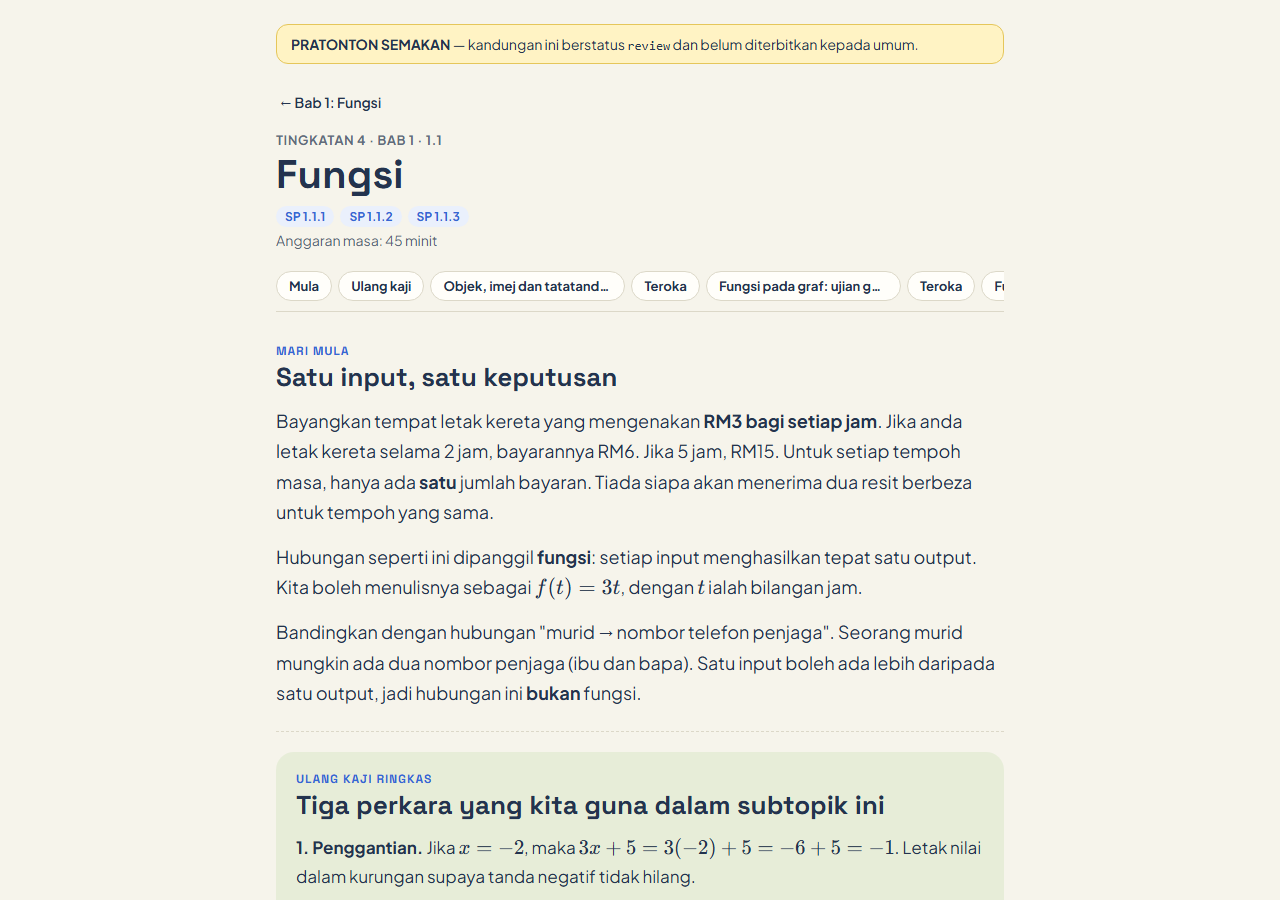 PRATONTON SEMAKAN — kandungan ini berstatus review dan belum diterbitkan kepada umum.
← Bab 1: Fungsi
TINGKATAN 4 · BAB 1 · 1.1
Fungsi
SP 1.1.1 SP 1.1.2 SP 1.1.3
Anggaran masa: 45 minit
Mula Ulang kaji Objek, imej dan tatatand… Teroka Fungsi pada graf: ujian g… Teroka
MARI MULA
Satu input, satu keputusan
Bayangkan tempat letak kereta yang mengenakan RM3 bagi setiap jam. Jika anda
letak kereta selama 2 jam, bayarannya RM6. Jika 5 jam, RM15. Untuk setiap tempoh
masa, hanya ada satu jumlah bayaran. Tiada siapa akan menerima dua resit berbeza
untuk tempoh yang sama.
Hubungan seperti ini dipanggil fungsi: setiap input menghasilkan tepat satu output.
Kita boleh menulisnya sebagai f(t) = 3t, dengan t ialah bilangan jam.
Bandingkan dengan hubungan "murid → nombor telefon penjaga". Seorang murid
mungkin ada dua nombor penjaga (ibu dan bapa). Satu input boleh ada lebih daripada
satu output, jadi hubungan ini bukan fungsi.
ULANG KAJI RINGKAS
Tiga perkara yang kita guna dalam subtopik ini
1. Penggantian. Jika x = −2, maka 3x + 5 = 3(−2) + 5 = −6 + 5 = −1. Letak nilai
dalam kurungan supaya tanda negatif tidak hilang.